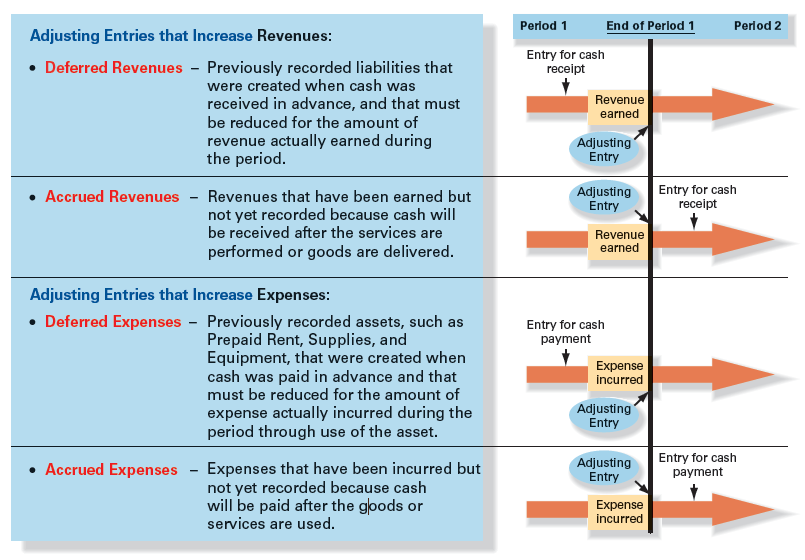 Adjusting Entries that Increase Revenues:
• Deferred Revenues – Previously recorded liabilities that
were created when cash was
received in advance, and that must
be reduced for the amount of
revenue actually earned during
the period.
Period 1 End of Period 1 Period 2
Entry for cash
receipt
Revenue
earned
Adjusting
Entry
• Accrued Revenues – Revenues that have been earned but
not yet recorded because cash will
be received after the services are
performed or goods are delivered.
Adjusting
Entry
Entry for cash
receipt
Revenue
earned
Adjusting Entries that Increase Expenses:
• Deferred Expenses – Previously recorded assets, such as
Prepaid Rent, Supplies, and
Equipment, that were created when
cash was paid in advance and that
must be reduced for the amount of
expense actually incurred during the
period through use of the asset.
Entry for cash
payment
Expense
incurred
Adjusting
Entry
• Accrued Expenses – Expenses that have been incurred but
not yet recorded because cash
will be paid after the goods or
services are used.
Adjusting
Entry
Entry for cash
payment
Expense
incurred